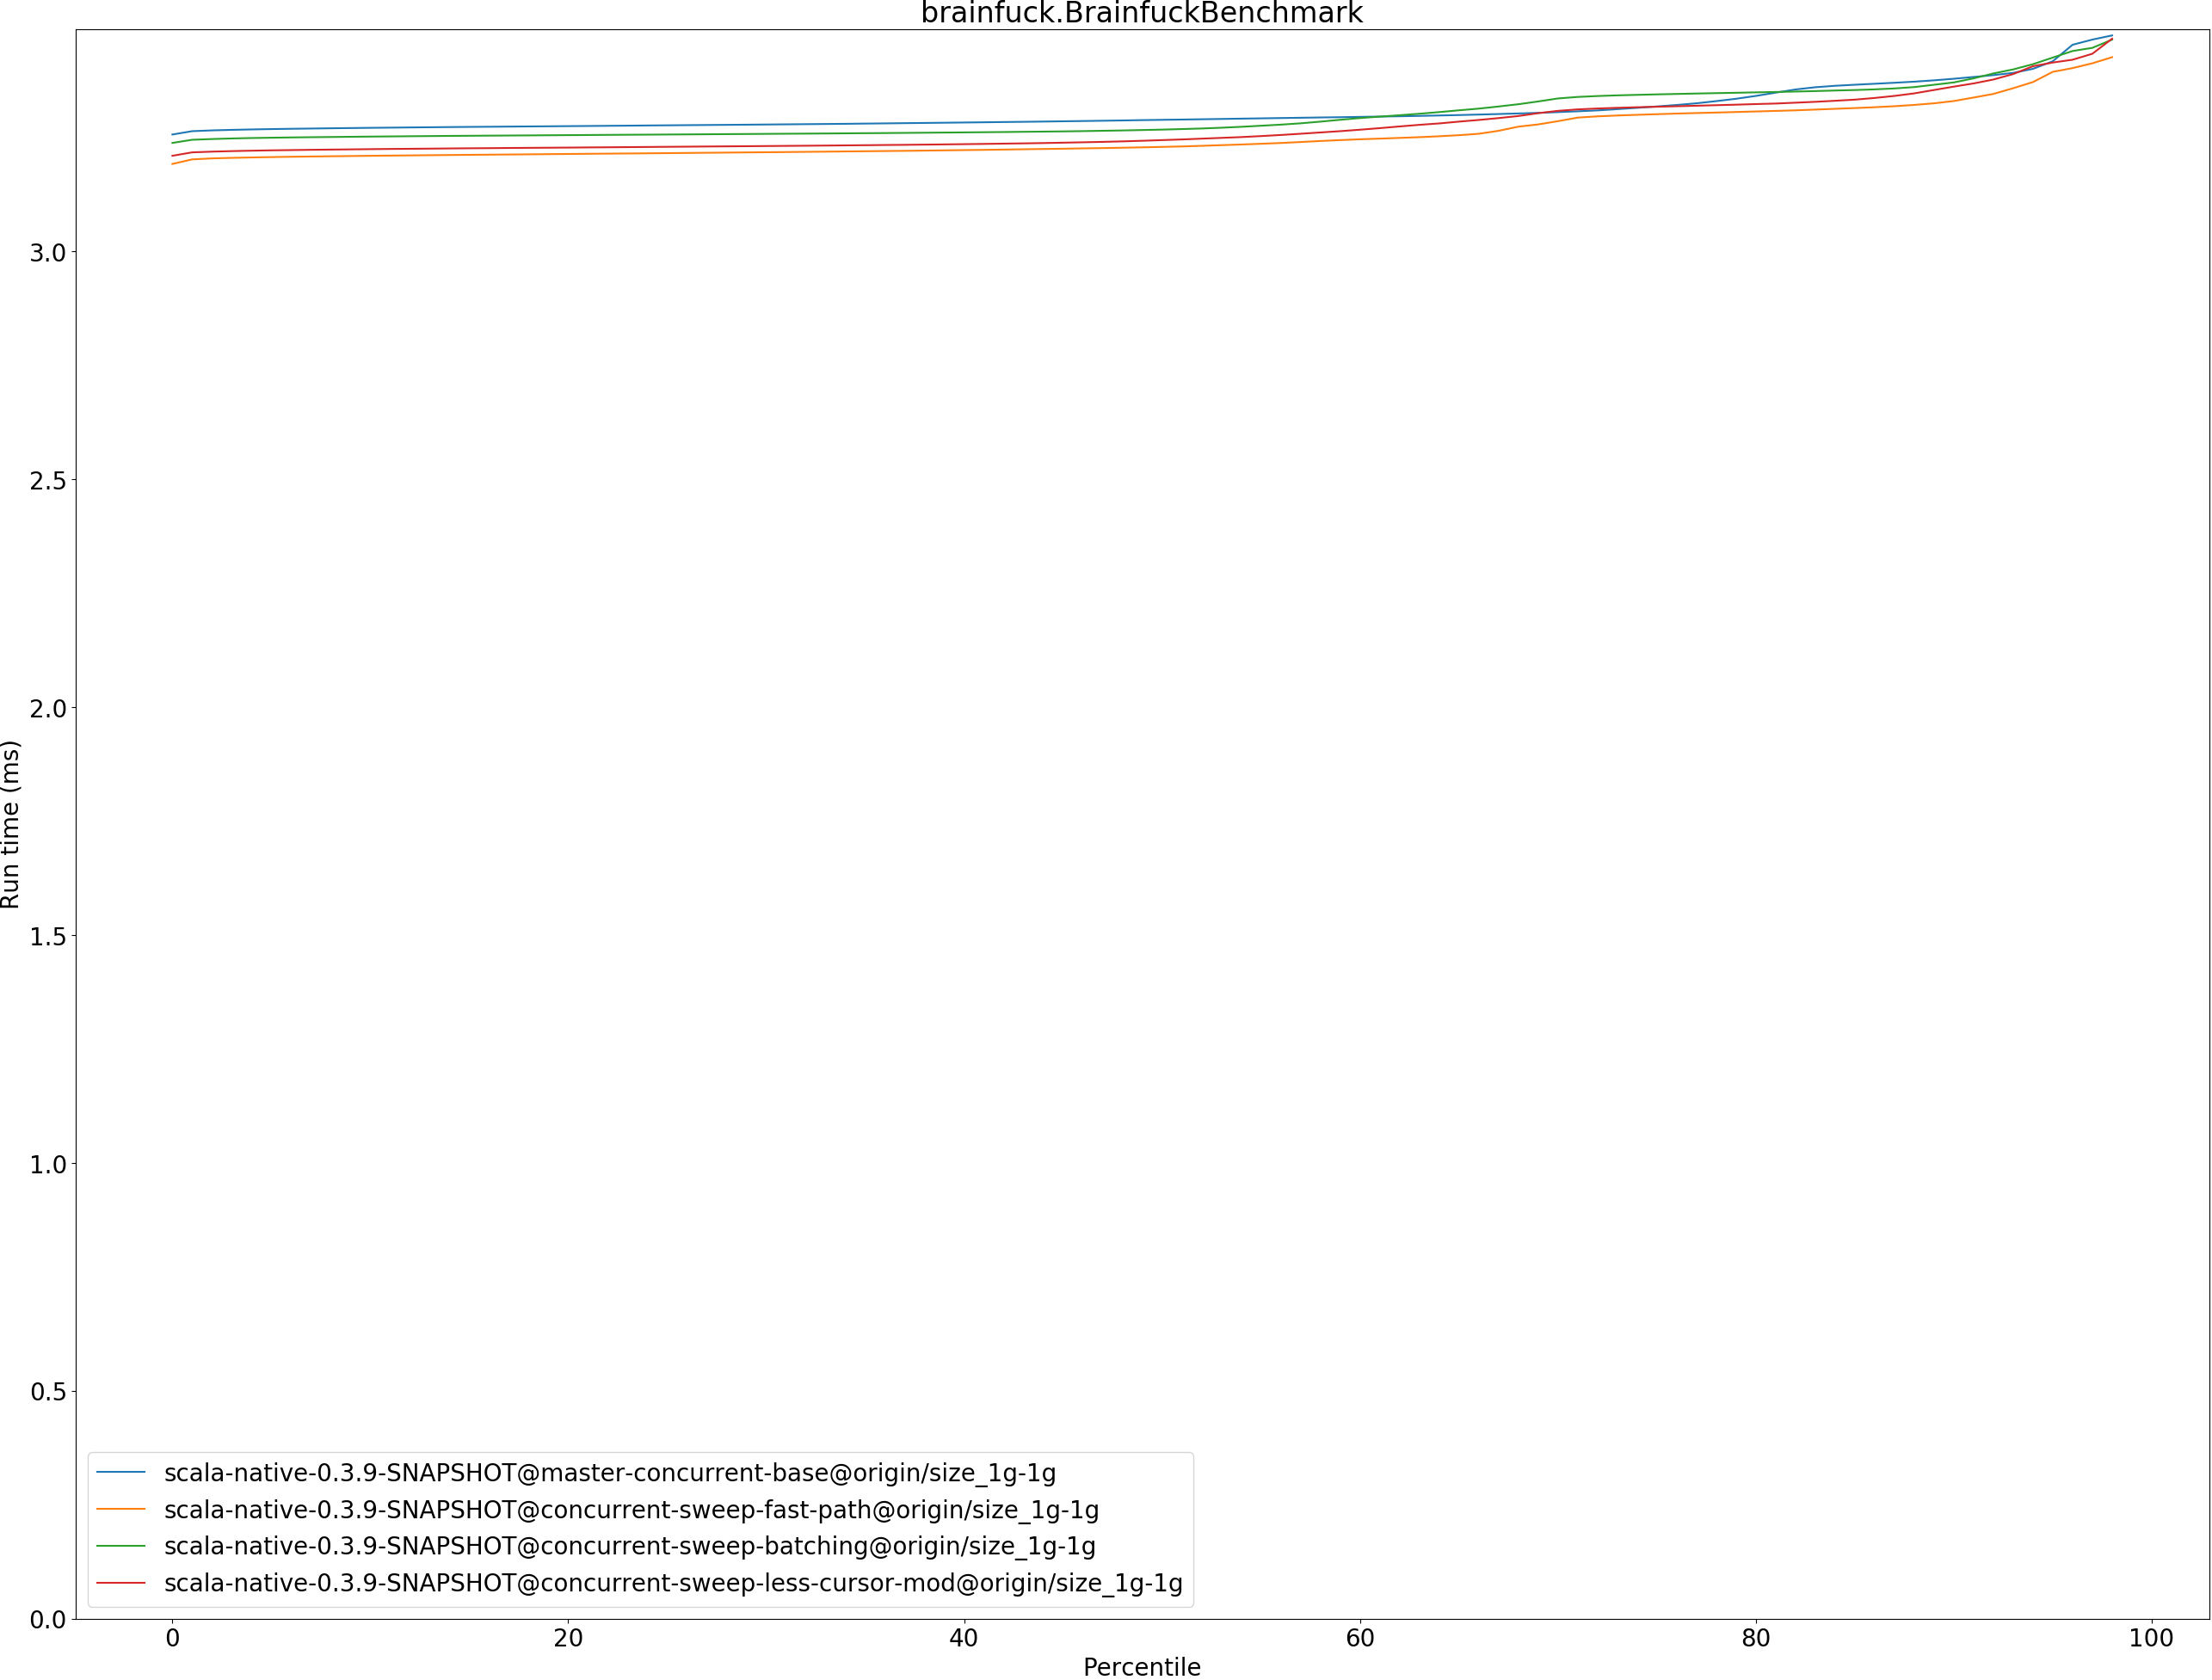 brainfuck.BrainfuckBenchmark
Run time (ms)
3.0
2.5
2.0
1.5
1.0
0.5
0.0
scala-native-0.3.9-SNAPSHOT@master-concurrent-base@origin/size_1g-1g
scala-native-0.3.9-SNAPSHOT@concurrent-sweep-fast-path@origin/size_1g-1g
scala-native-0.3.9-SNAPSHOT@concurrent-sweep-batching@origin/size_1g-1g
scala-native-0.3.9-SNAPSHOT@concurrent-sweep-less-cursor-mod@origin/size_1g-1g
0 20 40 60 80 100
Percentile